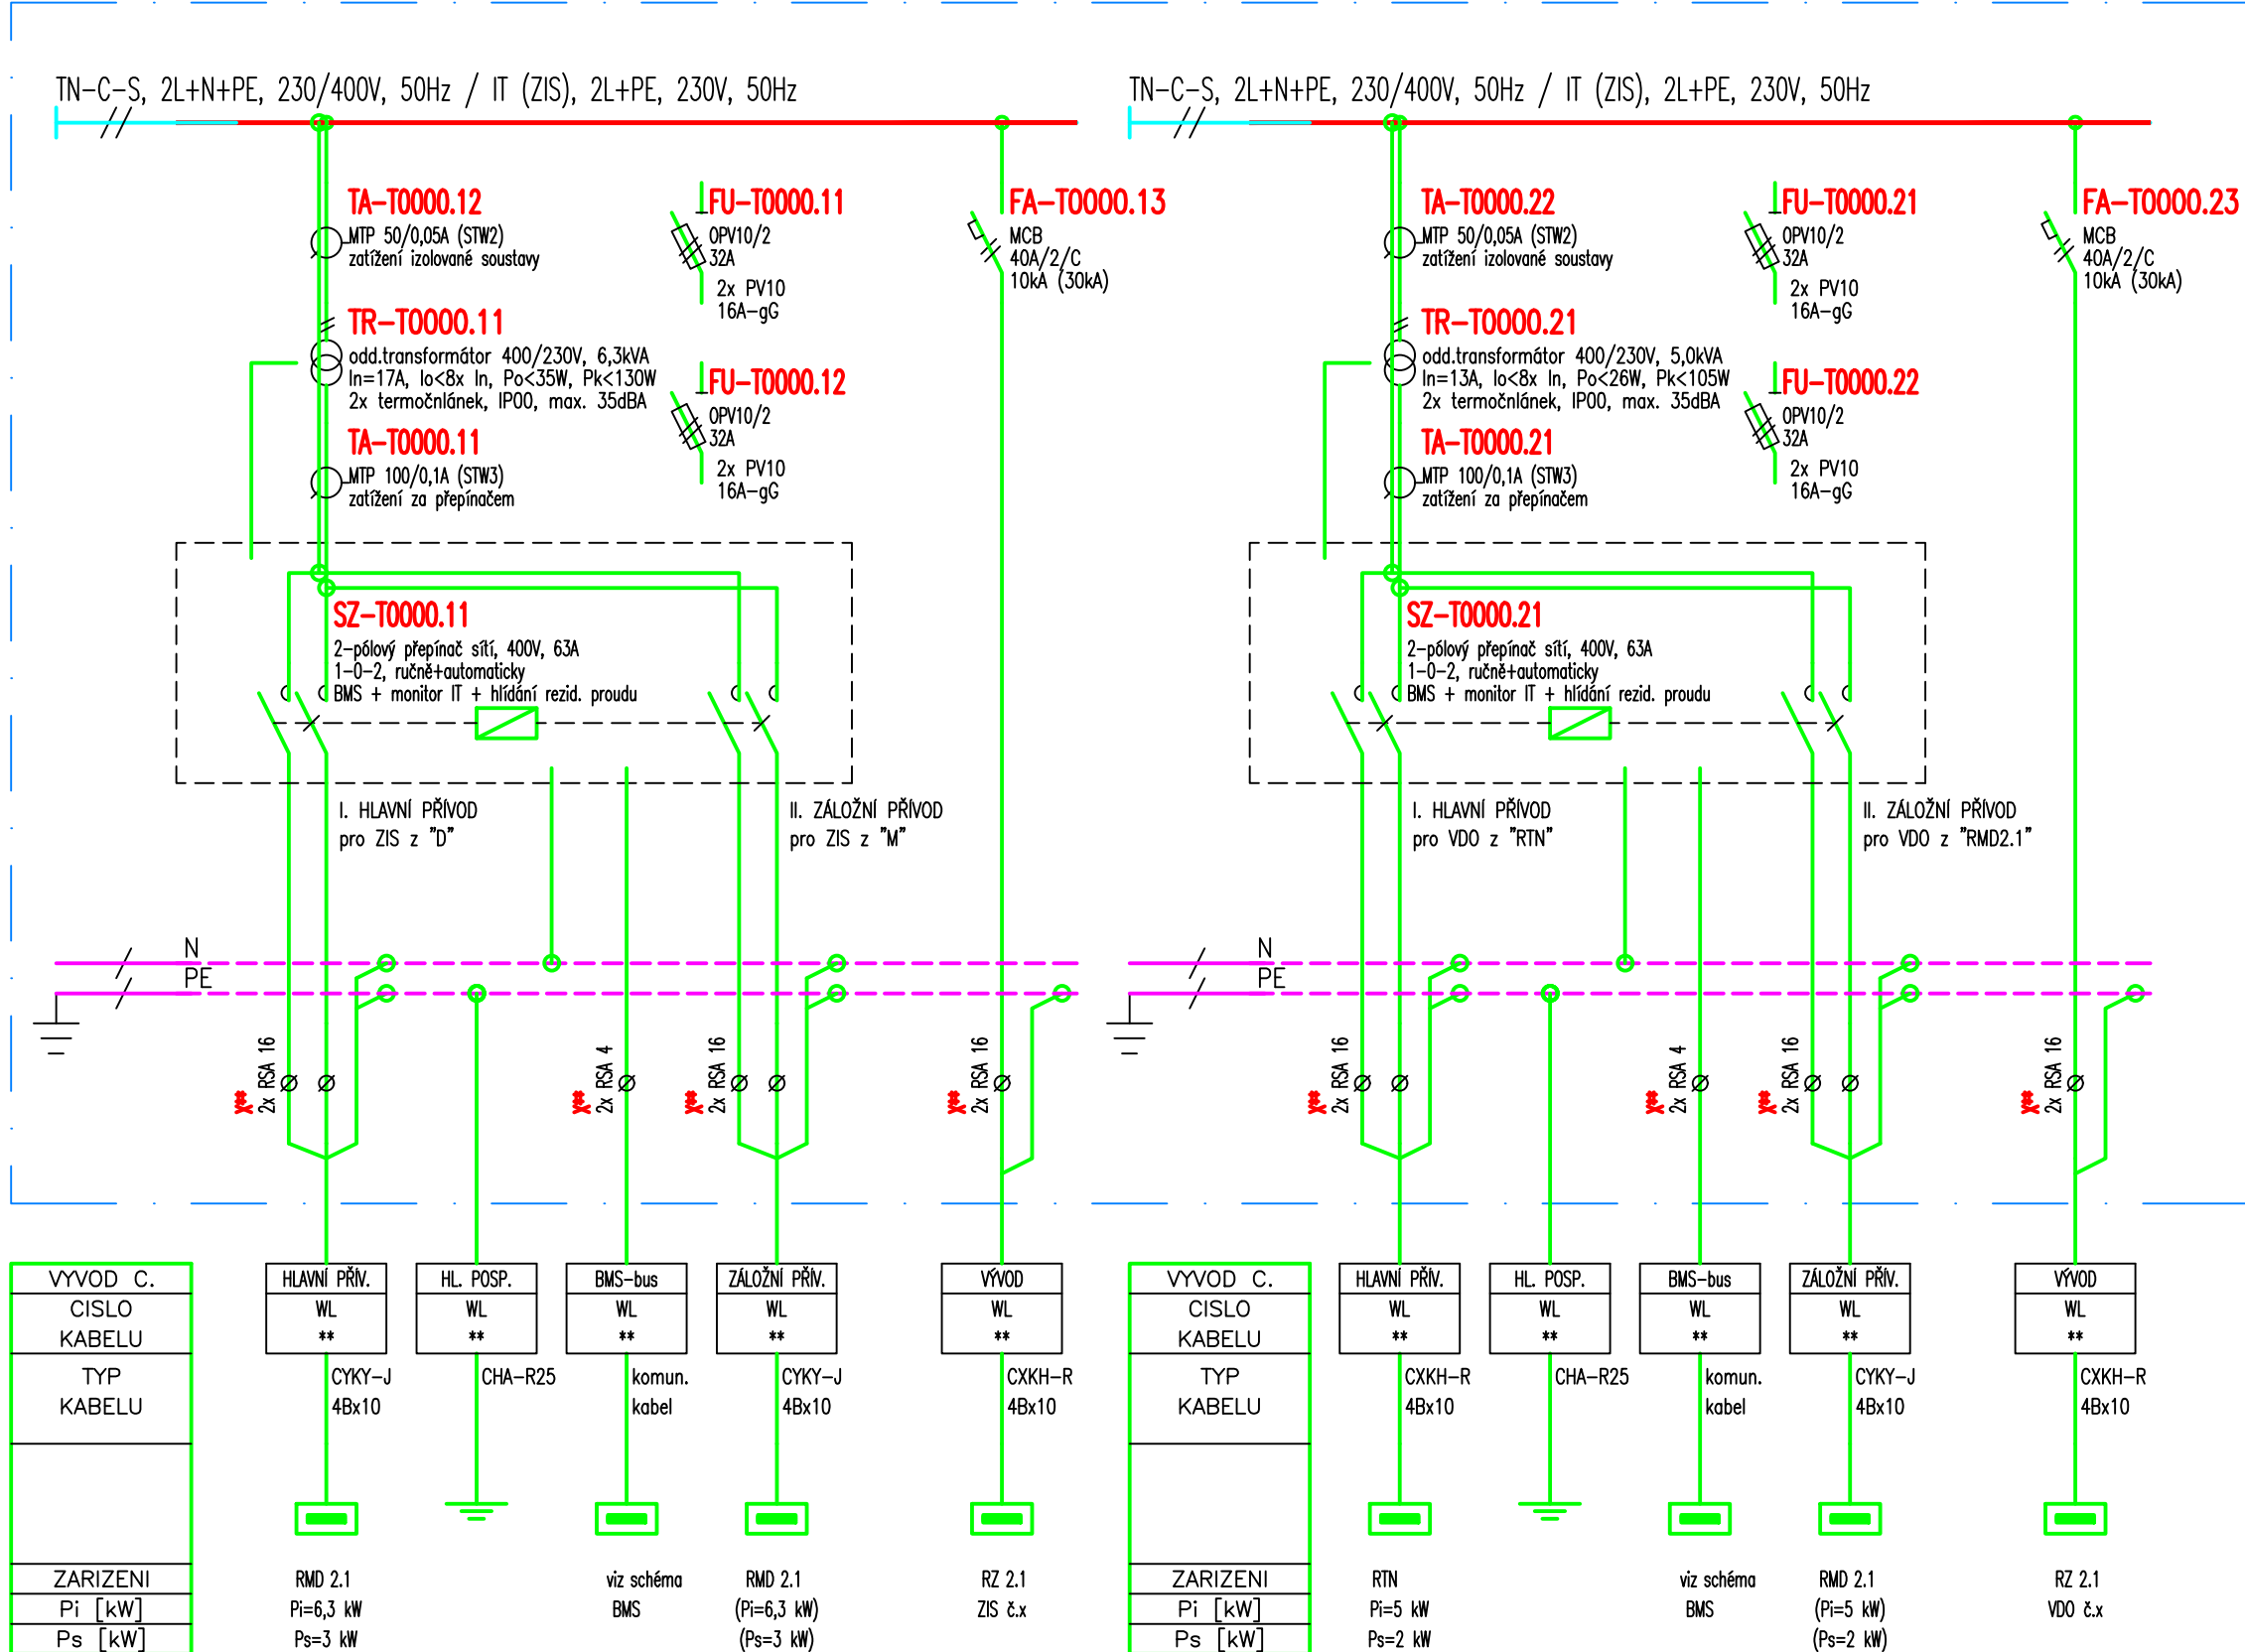 TN-C-S, 2L+N+PE, 230/400V, 50Hz / IT (ZIS), 2L+PE, 230V, 50Hz
TA-T0000.12
MTP 50/0,05A (STW2)
zatížení izolované soustavy
TR-T0000.11
odd.transformátor 400/230V, 6,3kVA
In=17A, Io<8x In, Po<35W, Pk<130W
2x termočnlánek, IP00, max. 35dBA
TA-T0000.11
MTP 100/0,1A (STW3)
zatížení za přepínačem
FU-T0000.11
OPV10/2
32A
2x PV10
16A-gG
FU-T0000.12
OPV10/2
32A
2x PV10
16A-gG
FA-T0000.13
MCB
40A/2/C
10kA (30kA)
SZ-T0000.11
2-pólový přepínač sítí, 400V, 63A
1-0-2, ručně+automaticky
BMS + monitor IT + hlídání rezid. proudu
I. HLAVNÍ PŘÍVOD
pro ZIS z "D"
II. ZÁLOŽNÍ PŘÍVOD
pro ZIS z "M"
N
PE
X**
2x RSA 16
X**
2x RSA 4
X**
2x RSA 16
X**
2x RSA 16
VYVOD C.
CISLO
KABELU
TYP
KABELU
ZARIZENI
Pi [kW]
Ps [kW]
HLAVNÍ PŘÍV.
WL
**
CYKY-J
4Bx10
RMD 2.1
Pi=6,3 kW
Ps=3 kW
HL. POSP.
WL
**
CHA-R25
BMS-bus
WL
**
komun.
kabel
viz schéma
BMS
ZÁLOŽNÍ PŘÍV.
WL
**
CYKY-J
4Bx10
RMD 2.1
(Pi=6,3 kW)
(Ps=3 kW)
VÝVOD
WL
**
CXKH-R
4Bx10
RZ 2.1
ZIS č.x
TN-C-S, 2L+N+PE, 230/400V, 50Hz / IT (ZIS), 2L+PE, 230V, 50Hz
TA-T0000.22
MTP 50/0,05A (STW2)
zatížení izolované soustavy
TR-T0000.21
odd.transformátor 400/230V, 5,0kVA
In=13A, Io<8x In, Po<26W, Pk<105W
2x termočnlánek, IP00, max. 35dBA
TA-T0000.21
MTP 100/0,1A (STW3)
zatížení za přepínačem
FU-T0000.21
OPV10/2
32A
2x PV10
16A-gG
FU-T0000.22
OPV10/2
32A
2x PV10
16A-gG
FA-T0000.23
MCB
40A/2/C
10kA (30kA)
SZ-T0000.21
2-pólový přepínač sítí, 400V, 63A
1-0-2, ručně+automaticky
BMS + monitor IT + hlídání rezid. proudu
I. HLAVNÍ PŘÍVOD
pro VDO z "RTN"
II. ZÁLOŽNÍ PŘÍVOD
pro VDO z "RMD2.1"
N
PE
X**
2x RSA 16
X**
2x RSA 4
X**
2x RSA 16
X**
2x RSA 16
VYVOD C.
CISLO
KABELU
TYP
KABELU
ZARIZENI
Pi [kW]
Ps [kW]
HLAVNÍ PŘÍV.
WL
**
CXKH-R
4Bx10
RTN
Pi=5 kW
Ps=2 kW
HL. POSP.
WL
**
CHA-R25
BMS-bus
WL
**
komun.
kabel
viz schéma
BMS
ZÁLOŽNÍ PŘÍV.
WL
**
CYKY-J
4Bx10
RMD 2.1
(Pi=5 kW)
(Ps=2 kW)
VÝVOD
WL
**
CXKH-R
4Bx10
RZ 2.1
VDO č.x